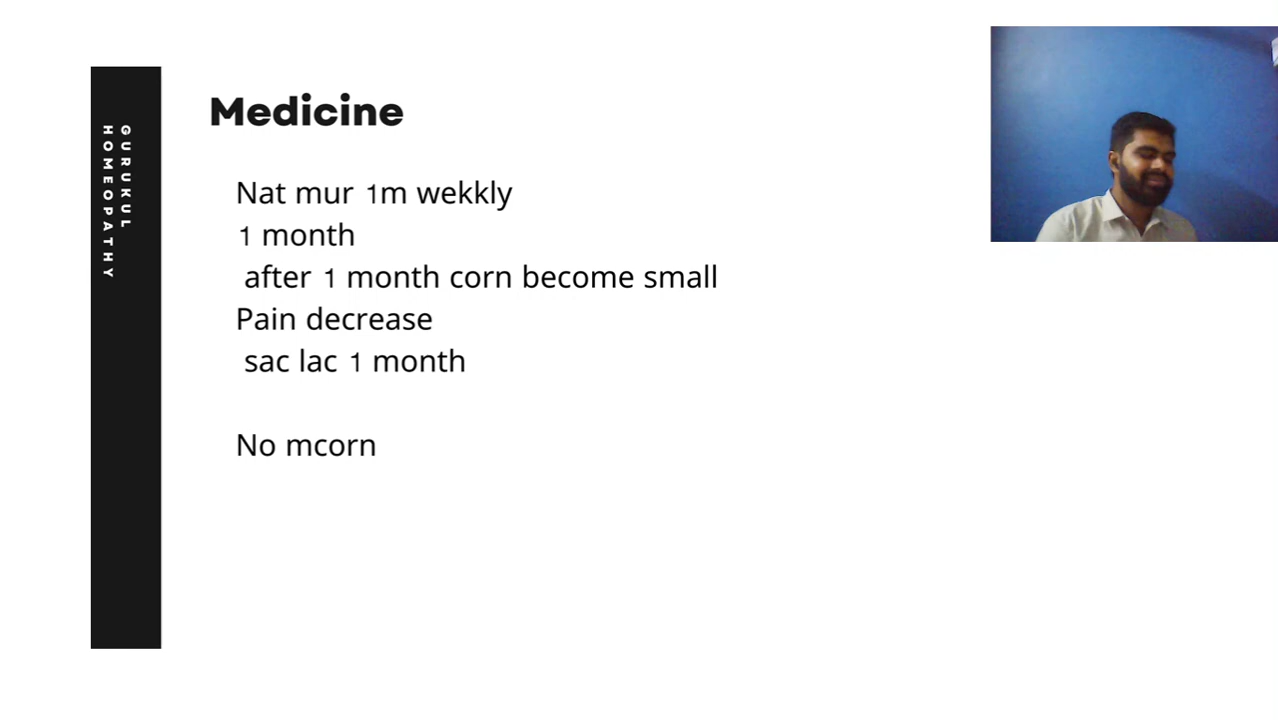 GURUKUL
HOMEOPATHY
Medicine
Nat mur 1m wekkly
1 month
after 1 month corn become small
Pain decrease
sac lac 1 month
No mcorn